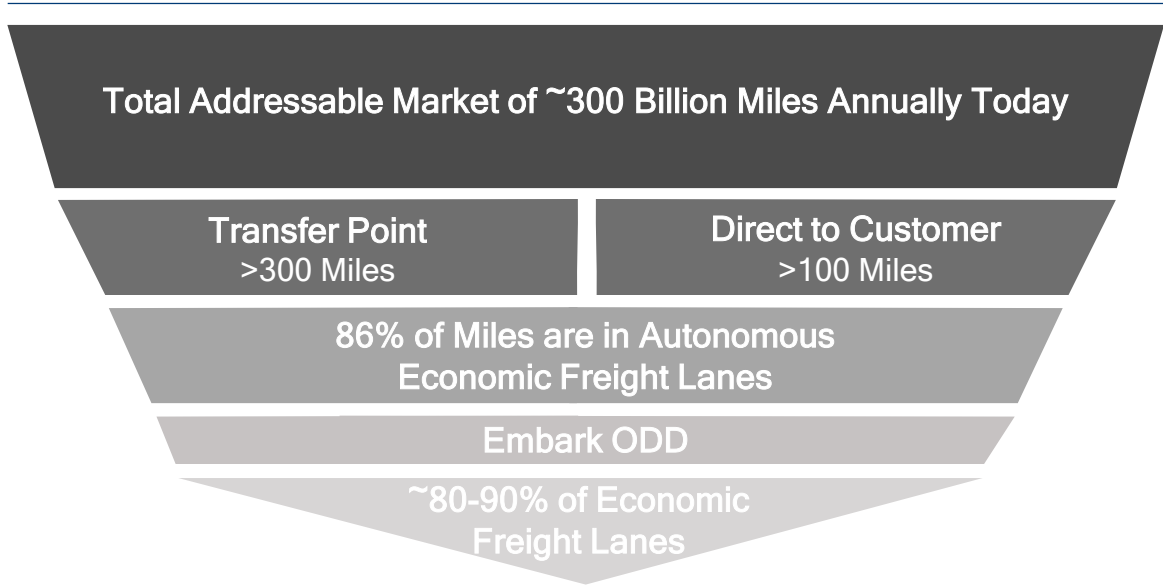 Total Addressable Market of ~300 Billion Miles Annually Today
Transfer Point
>300 Miles
Direct to Customer
>100 Miles
86% of Miles are in Autonomous
Economic Freight Lanes
Embark ODD
~80-90% of Economic
Freight Lanes